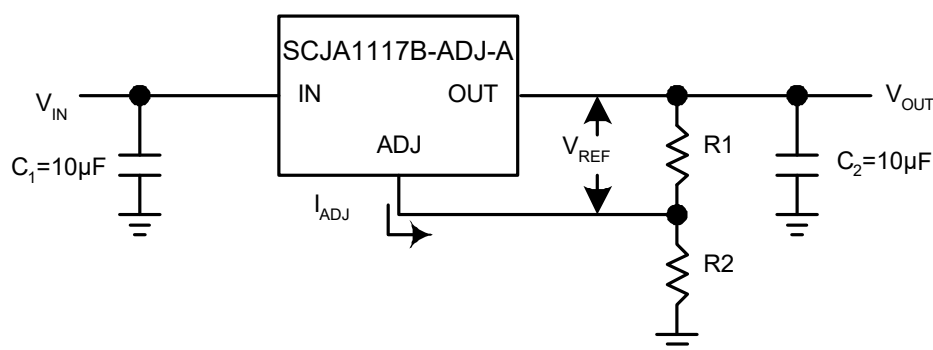 SCJA1117B-ADJ-A
IN
OUT
ADJ
V_IN
V_OUT
C_1=10μF
I_ADJ
V_REF
R1
C_2=10μF
R2